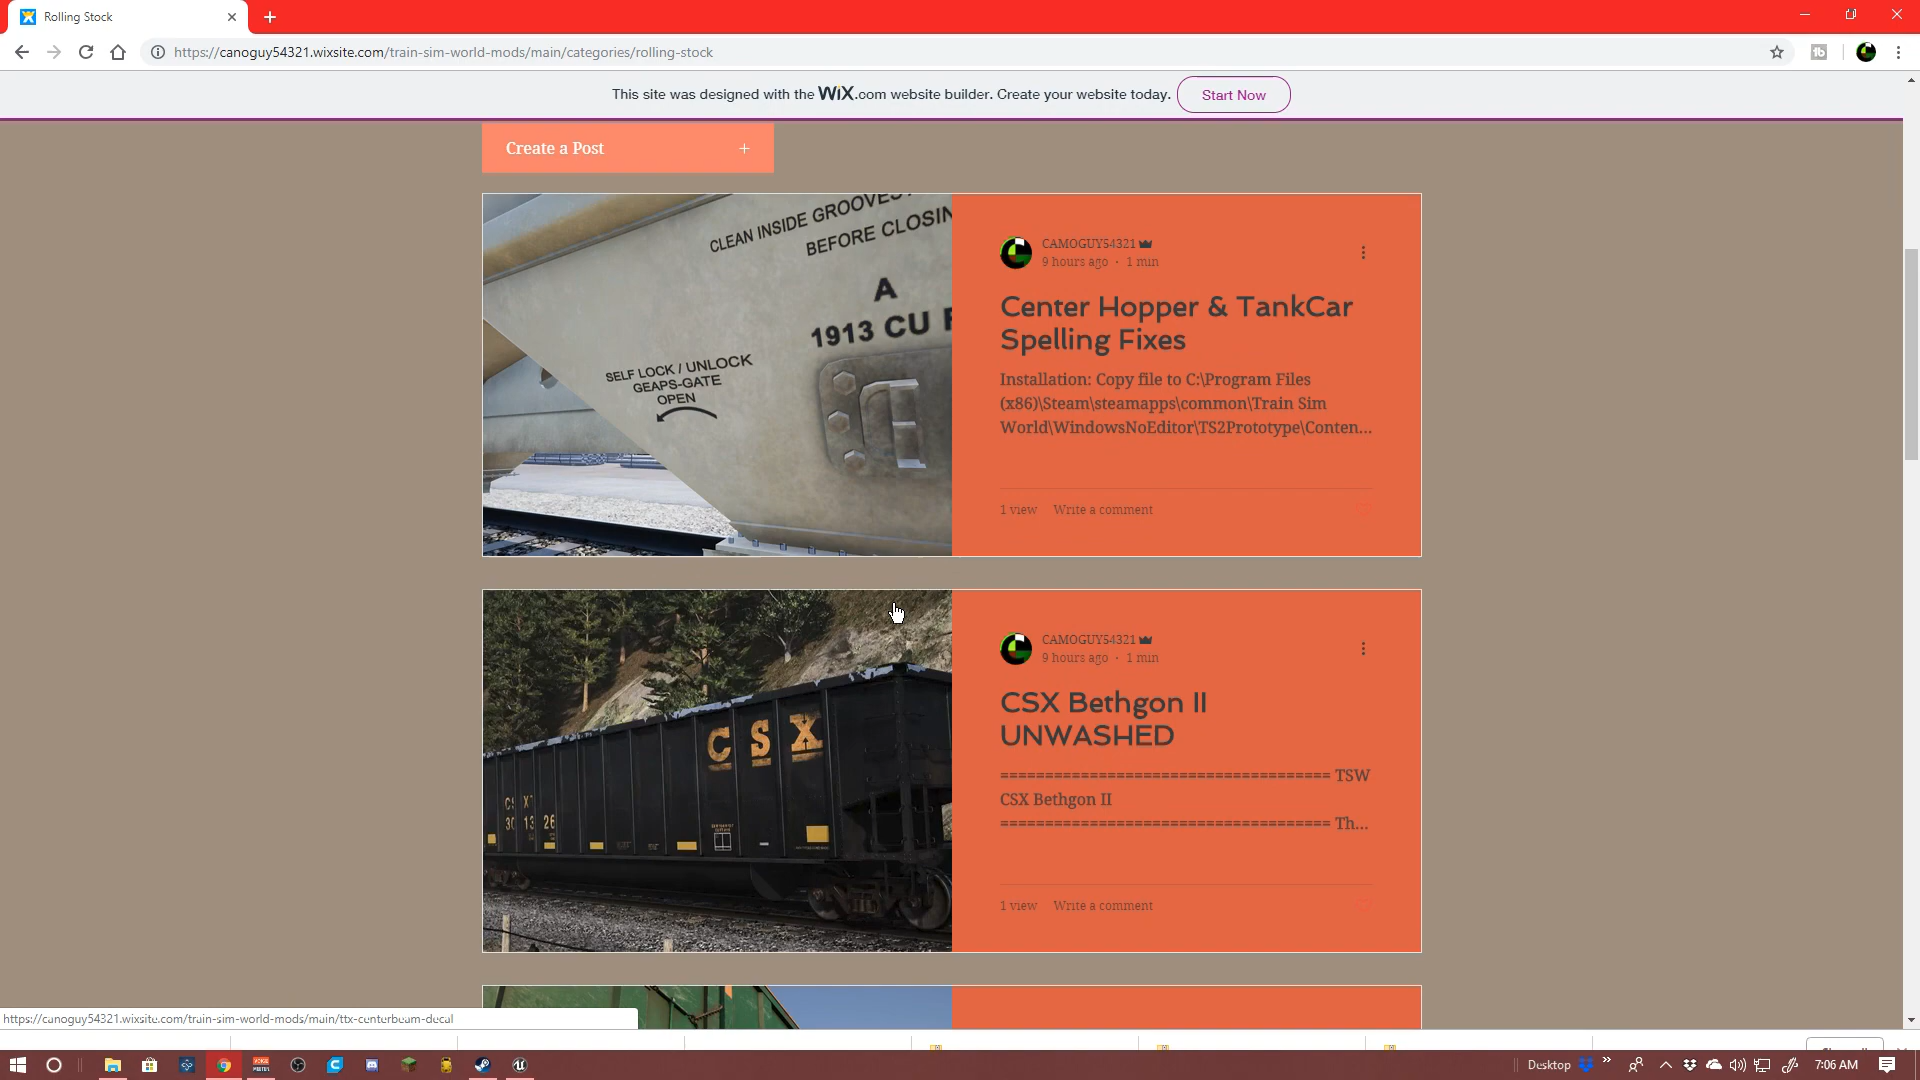 Rolling Stock
https://canoguy54321.wixsite.com/train-sim-world-mods/main/categories/rolling-stock
This site was designed with the WiX.com website builder. Create your website today.
Start Now
Create a Post +
CLEAN INSIDE GROOVES
BEFORE CLOSIN
A
1913 CU F
SELF LOCK / UNLOCK
GEAPS-GATE
OPEN
CAMOGUY54321
9 hours ago · 1 min
Center Hopper & TankCar
Spelling Fixes
Installation: Copy file to C:\Program Files
(x86)\Steam\steamapps\common\Train Sim
World\WindowsNoEditor\TS2Prototype\Conten...
1 view Write a comment
CSX
CSXT
301326
CAMOGUY54321
9 hours ago · 1 min
CSX Bethgon II
UNWASHED
===================================== TSW
CSX Bethgon II
===================================== Th...
1 view Write a comment
https://canoguy54321.wixsite.com/train-sim-world-mods/main/ttx-centerbeam-decal
Desktop
7:06 AM